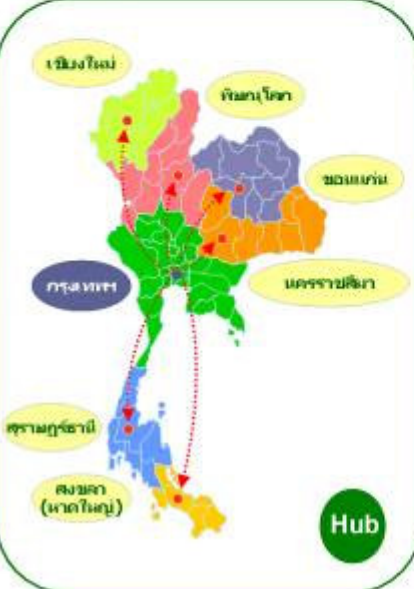 เชียงใหม่
พิษณุโลก
ขอนแก่น
กรุงเทพฯ
นครราชสีมา
สุราษฎร์ธานี
สงขลา
(หาดใหญ่)
Hub